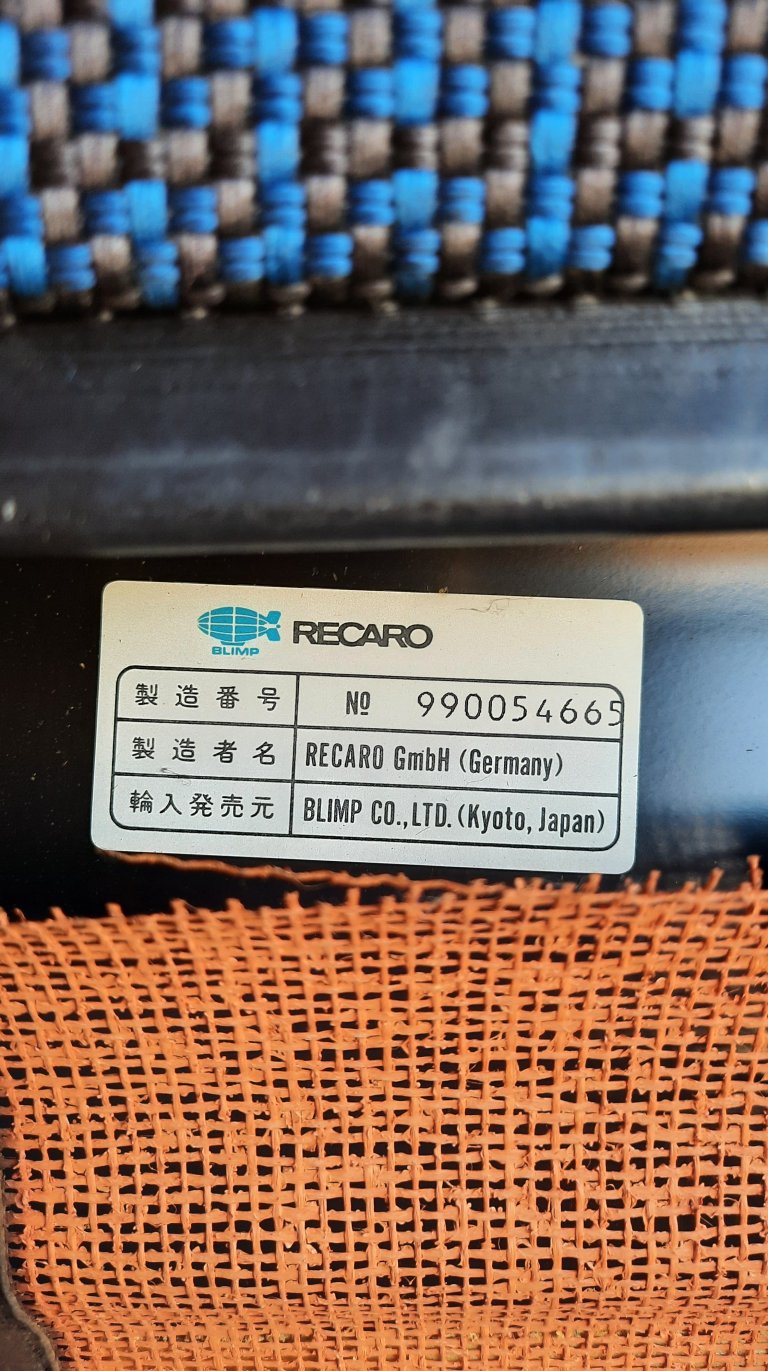 BLIMP RECARO
製造番号 № 990054665
製造者名 RECARO GmbH (Germany)
輸入発売元 BLIMP CO.,LTD. (Kyoto, Japan)